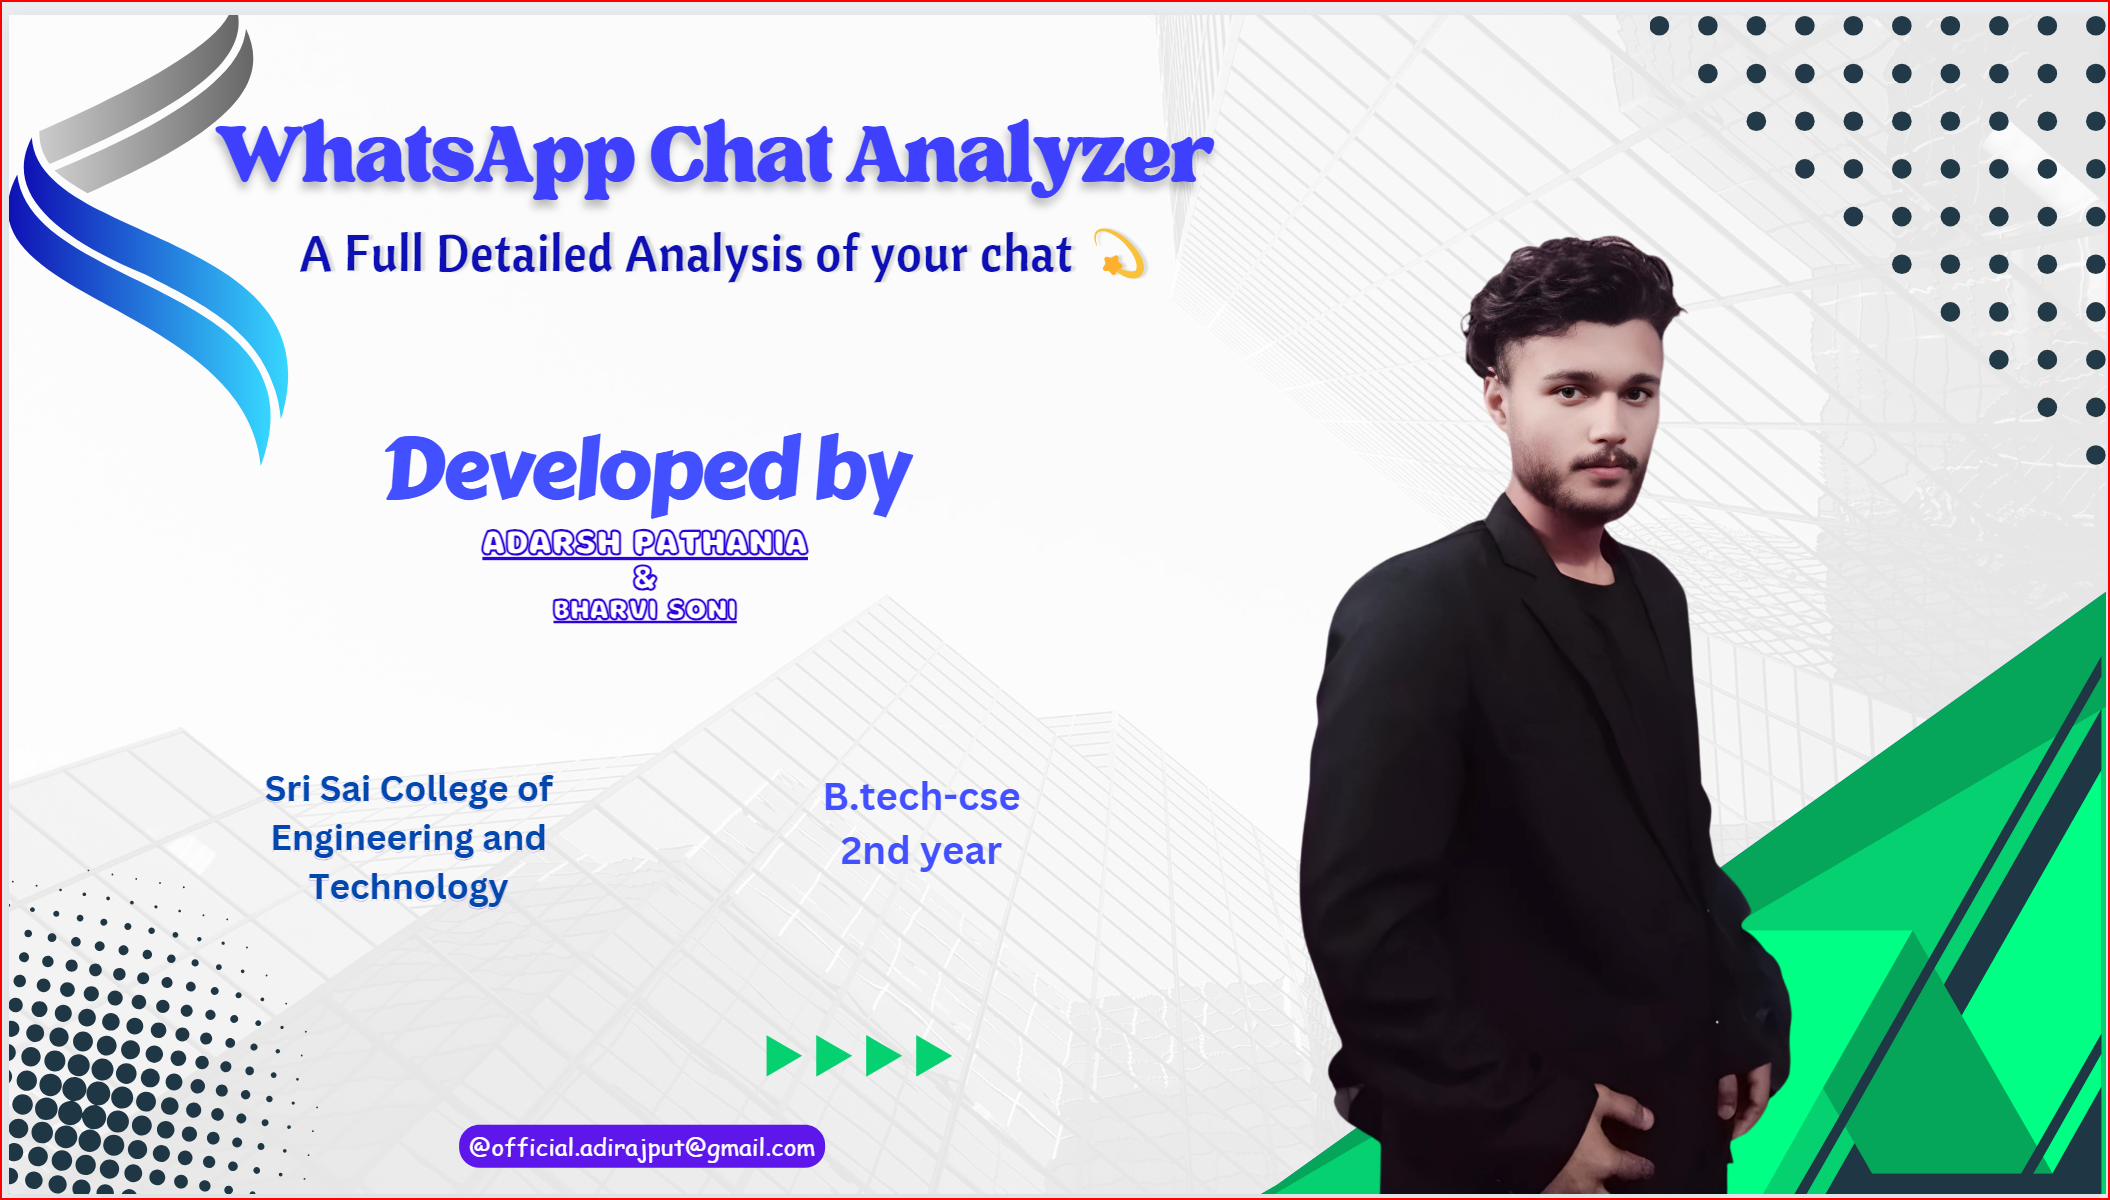 WhatsApp Chat Analyzer
A Full Detailed Analysis of your chat 💫
Developed by
ADARSH PATHANIA
&
BHARVI SONI
Sri Sai College of
Engineering and
Technology
B.tech-cse
2nd year
@official.adirajput@gmail.com